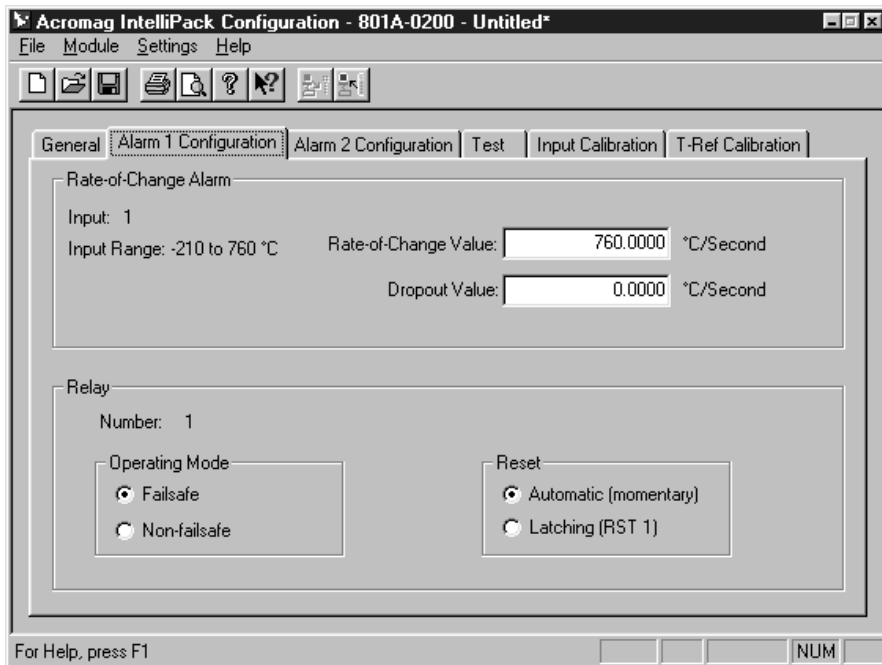 Acromag IntelliPack Configuration - 801A-0200 - Untitled*
File Module Settings Help
General Alarm 1 Configuration Alarm 2 Configuration Test Input Calibration T-Ref Calibration
Rate-of-Change Alarm
Input: 1
Input Range: -210 to 760 °C
Rate-of-Change Value: 760.0000 °C/Second
Dropout Value: 0.0000 °C/Second
Relay
Number: 1
Operating Mode
Failsafe
Non-failsafe
Reset
Automatic (momentary)
Latching (RST 1)
For Help, press F1
NUM